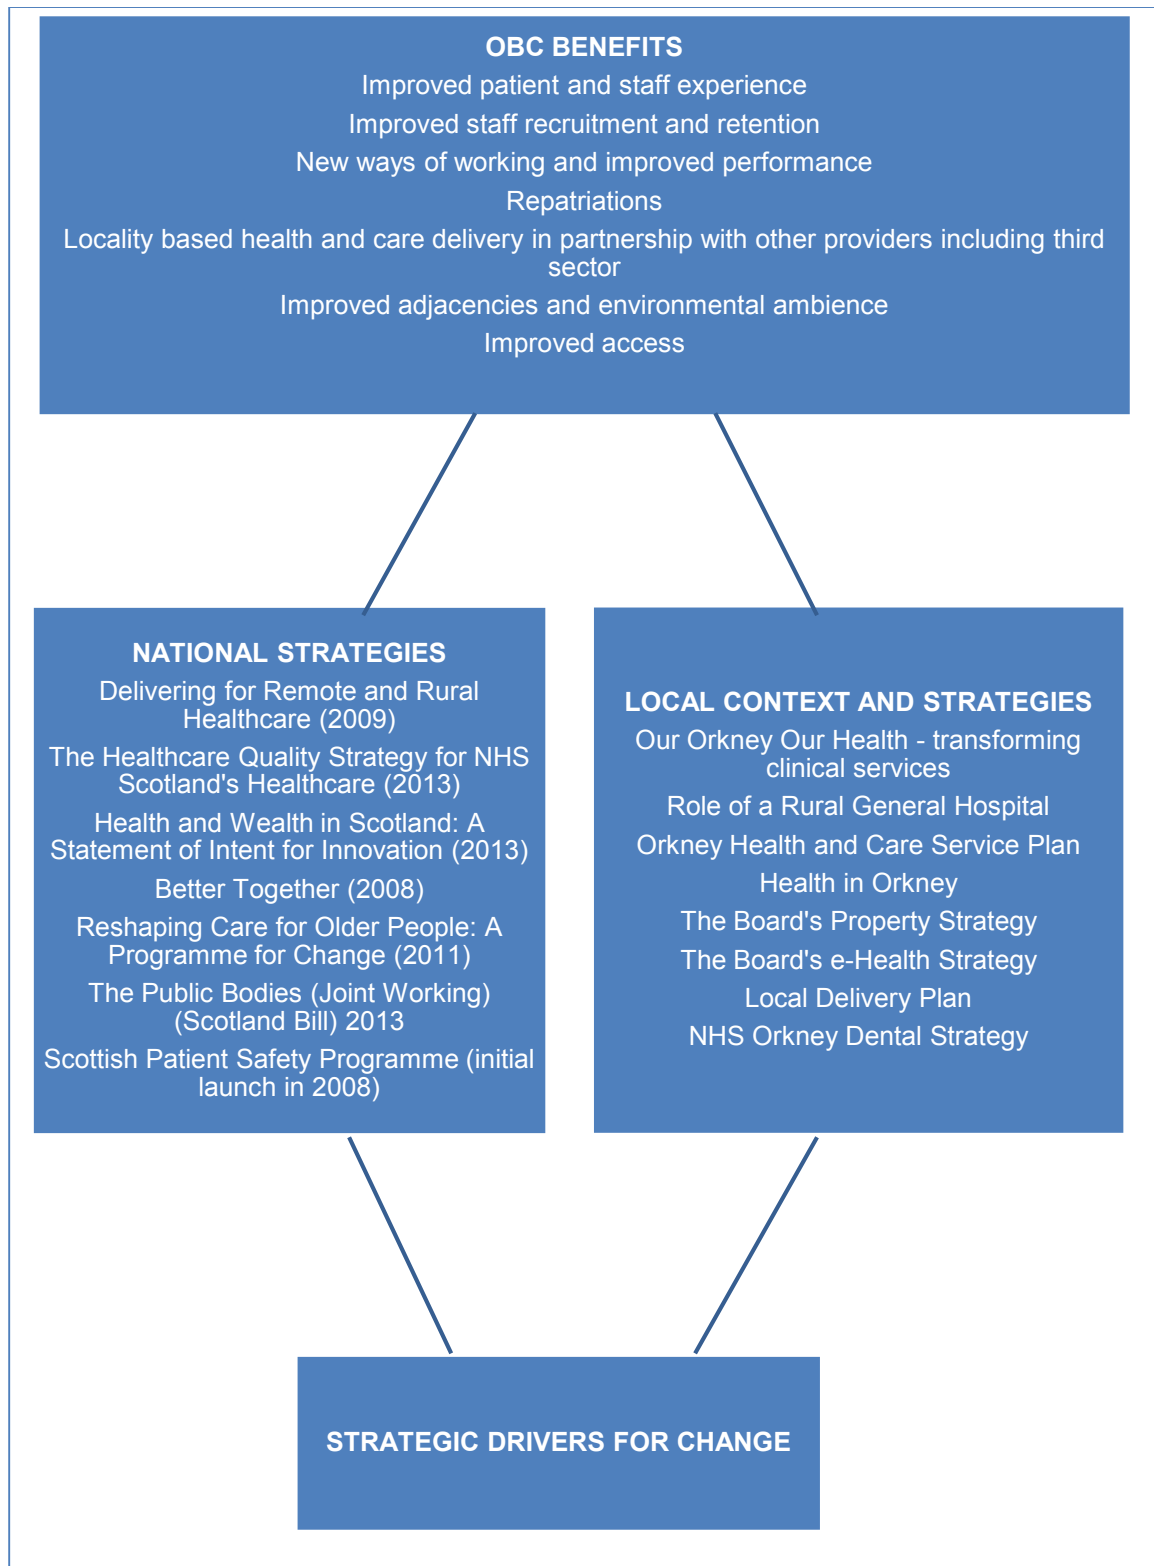 OBC BENEFITS
Improved patient and staff experience
Improved staff recruitment and retention
New ways of working and improved performance
Repatriations
Locality based health and care delivery in partnership with other providers including third
sector
Improved adjacencies and environmental ambience
Improved access
NATIONAL STRATEGIES
Delivering for Remote and Rural
Healthcare (2009)
The Healthcare Quality Strategy for NHS
Scotland's Healthcare (2013)
Health and Wealth in Scotland: A
Statement of Intent for Innovation (2013)
Better Together (2008)
Reshaping Care for Older People: A
Programme for Change (2011)
The Public Bodies (Joint Working)
(Scotland Bill) 2013
Scottish Patient Safety Programme (initial
launch in 2008)
LOCAL CONTEXT AND STRATEGIES
Our Orkney Our Health - transforming
clinical services
Role of a Rural General Hospital
Orkney Health and Care Service Plan
Health in Orkney
The Board's Property Strategy
The Board's e-Health Strategy
Local Delivery Plan
NHS Orkney Dental Strategy
STRATEGIC DRIVERS FOR CHANGE